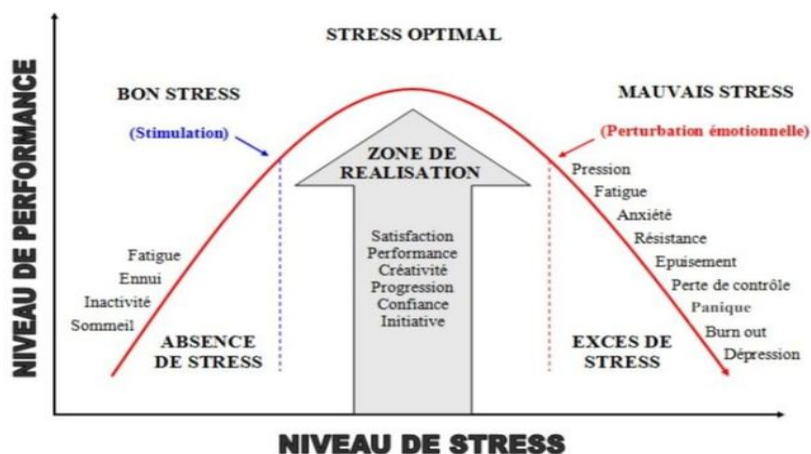 STRESS OPTIMAL
BON STRESS
MAUVAIS STRESS
(Stimulation)
(Perturbation émotionnelle)
ZONE DE
REALISATION
Pression
Fatigue
Anxiété
Résistance
Epuisement
Perte de contrôle
Panique
Burn out
Dépression
Satisfaction
Performance
Créativité
Progression
Confiance
Initiative
Fatigue
Ennui
Inactivité
Sommeil
ABSENCE
DE STRESS
EXCES DE
STRESS
NIVEAU DE PERFORMANCE
NIVEAU DE STRESS